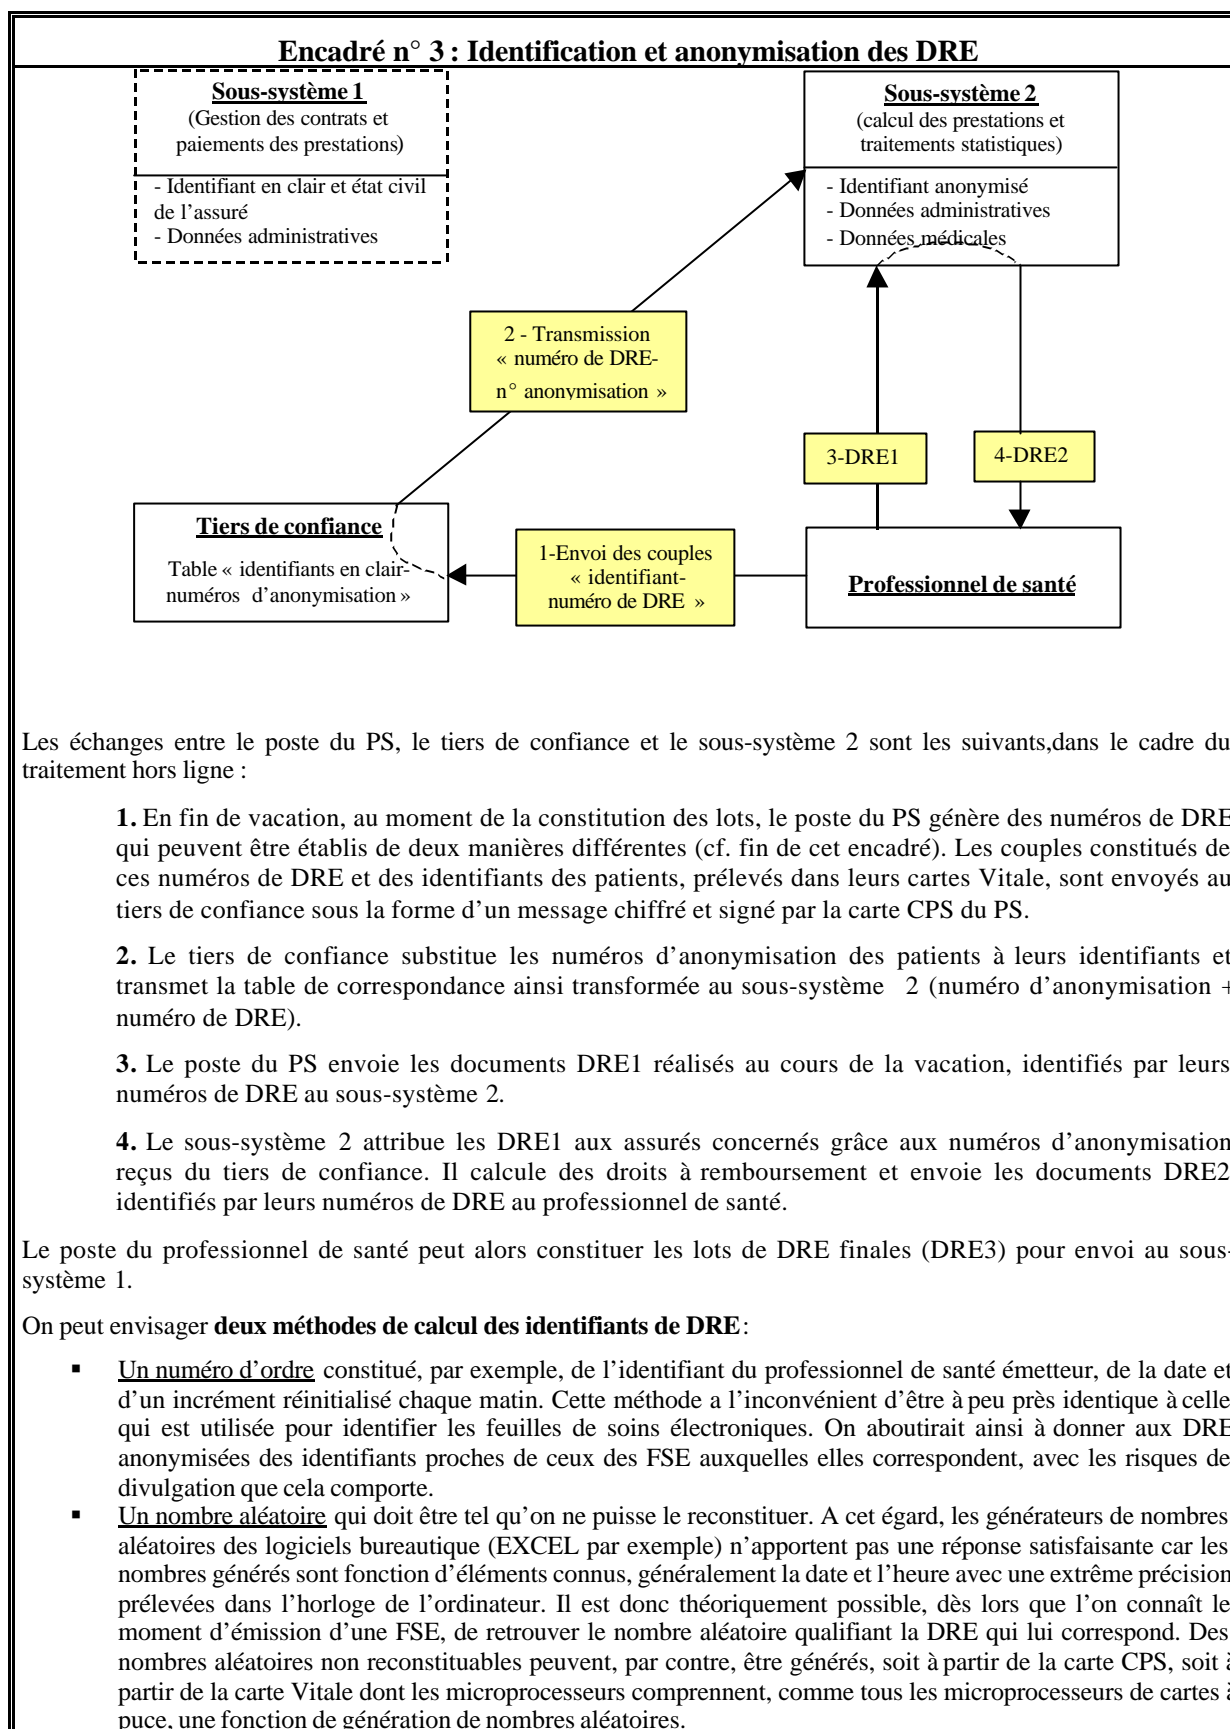 Encadré n° 3 : Identification et anonymisation des DRE
Sous-système 1
(Gestion des contrats et
paiements des prestations)
- Identifiant en clair et état civil
de l’assuré
- Données administratives
Sous-système 2
(calcul des prestations et
traitements statistiques)
- Identifiant anonymisé
- Données administratives
- Données médicales
2 - Transmission
« numéro de DRE-
n° anonymisation »
3-DRE1
4-DRE2
Tiers de confiance
Table « identifiants en clair-
numéros d’anonymisation »
1-Envoi des couples
« identifiant-
numéro de DRE »
Professionnel de santé
Les échanges entre le poste du PS, le tiers de confiance et le sous-système 2 sont les suivants,dans le cadre du
traitement hors ligne :
1. En fin de vacation, au moment de la constitution des lots, le poste du PS génère des numéros de DRE
qui peuvent être établis de deux manières différentes (cf. fin de cet encadré). Les couples constitués de
ces numéros de DRE et des identifiants des patients, prélevés dans leurs cartes Vitale, sont envoyés au
tiers de confiance sous la forme d’un message chiffré et signé par la carte CPS du PS.
2. Le tiers de confiance substitue les numéros d’anonymisation des patients à leurs identifiants et
transmet la table de correspondance ainsi transformée au sous-système 2 (numéro d’anonymisation +
numéro de DRE).
3. Le poste du PS envoie les documents DRE1 réalisés au cours de la vacation, identifiés par leurs
numéros de DRE au sous-système 2.
4. Le sous-système 2 attribue les DRE1 aux assurés concernés grâce aux numéros d’anonymisation
reçus du tiers de confiance. Il calcule des droits à remboursement et envoie les documents DRE2
identifiés par leurs numéros de DRE au professionnel de santé.
Le poste du professionnel de santé peut alors constituer les lots de DRE finales (DRE3) pour envoi au sous-
système 1.
On peut envisager deux méthodes de calcul des identifiants de DRE :
▪ Un numéro d’ordre constitué, par exemple, de l’identifiant du professionnel de santé émetteur, de la date et
d’un incrément réinitialisé chaque matin. Cette méthode a l’inconvénient d’être à peu près identique à celle
qui est utilisée pour identifier les feuilles de soins électroniques. On aboutirait ainsi à donner aux DRE
anonymisées des identifiants proches de ceux des FSE auxquelles elles correspondent, avec les risques de
divulgation que cela comporte.
▪ Un nombre aléatoire qui doit être tel qu’on ne puisse le reconstituer. A cet égard, les générateurs de nombres
aléatoires des logiciels bureautique (EXCEL par exemple) n’apportent pas une réponse satisfaisante car les
nombres générés sont fonction d’éléments connus, généralement la date et l’heure avec une extrême précision
prélevées dans l’horloge de l’ordinateur. Il est donc théoriquement possible, dès lors que l’on connaît le
moment d’émission d’une FSE, de retrouver le nombre aléatoire qualifiant la DRE qui lui correspond. Des
nombres aléatoires non reconstituables peuvent, par contre, être générés, soit à partir de la carte CPS, soit à
partir de la carte Vitale dont les microprocesseurs comprennent, comme tous les microprocesseurs de cartes à
puce, une fonction de génération de nombres aléatoires.